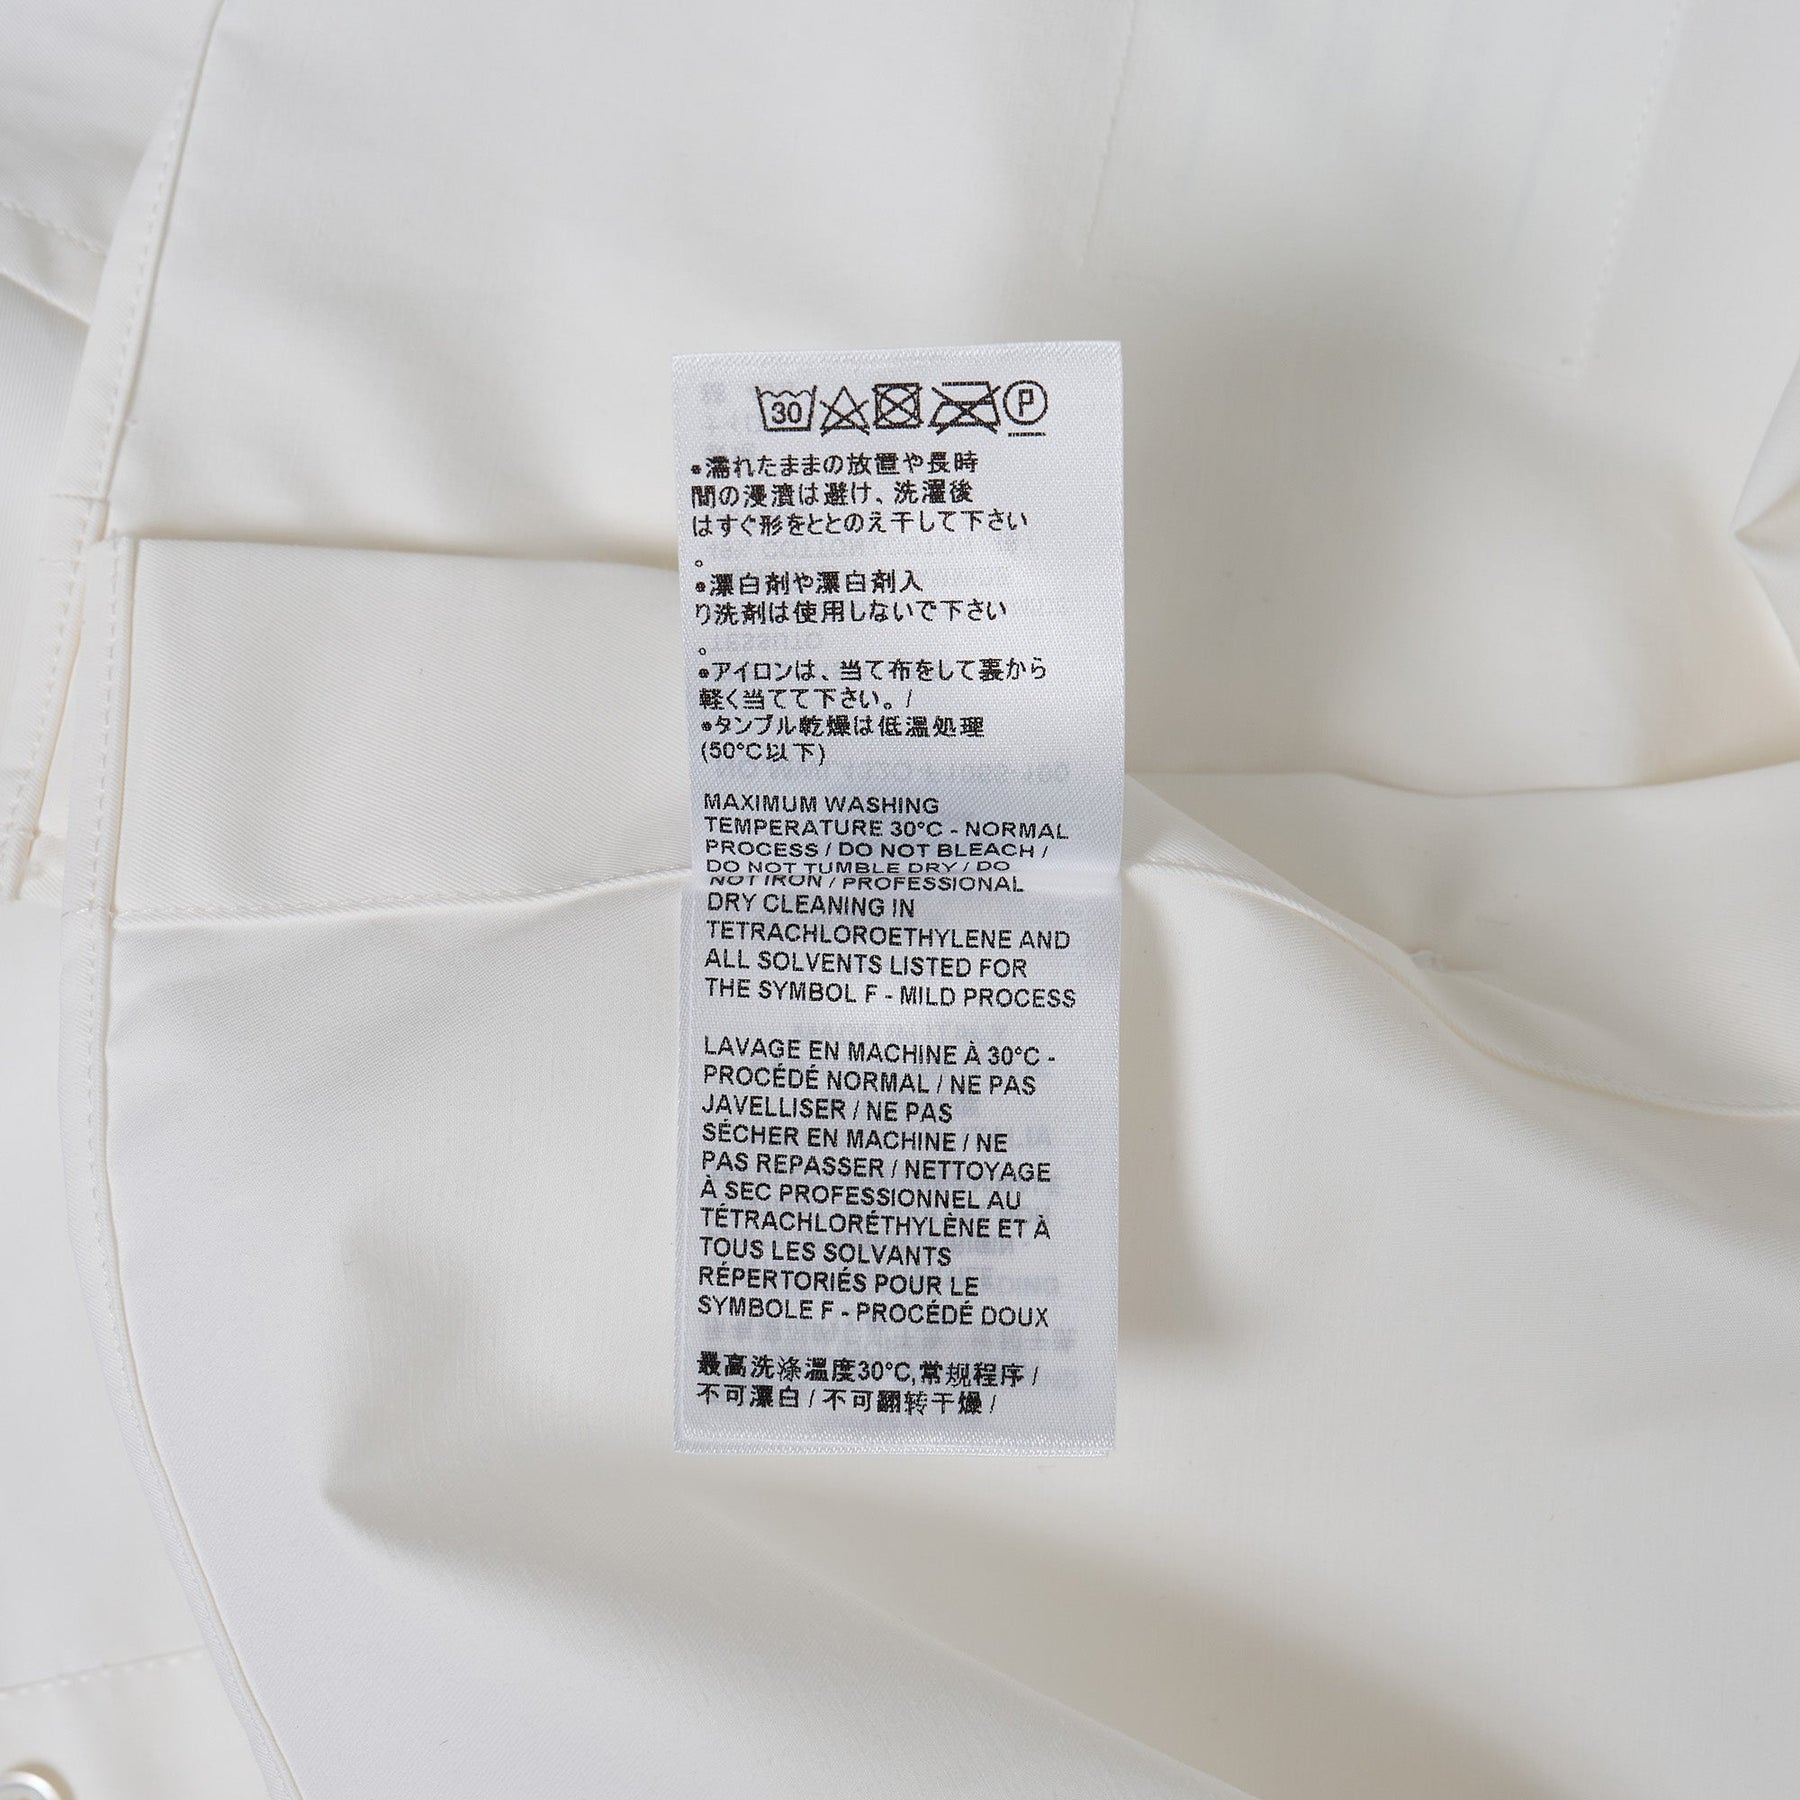 30 P
●濡れたままの放置や長時
間の浸漬は避け、洗濯後
はすぐ形をととのえ干して下さい
。
●漂白剤や漂白剤入
り洗剤は使用しないで下さい
。
●アイロンは、当て布をして裏から
軽く当てて下さい。/
●タンブル乾燥は低温処理
(50°C以下)
MAXIMUM WASHING
TEMPERATURE 30°C - NORMAL
PROCESS / DO NOT BLEACH /
DO NOT TUMBLE DRY / DO
NOT IRON / PROFESSIONAL
DRY CLEANING IN
TETRACHLOROETHYLENE AND
ALL SOLVENTS LISTED FOR
THE SYMBOL F - MILD PROCESS
LAVAGE EN MACHINE À 30°C -
PROCÉDÉ NORMAL / NE PAS
JAVELLISER / NE PAS
SÉCHER EN MACHINE / NE
PAS REPASSER / NETTOYAGE
À SEC PROFESSIONNEL AU
TÉTRACHLORÉTHYLÈNE ET À
TOUS LES SOLVANTS
RÉPERTORIÉS POUR LE
SYMBOLE F - PROCÉDÉ DOUX
最高洗涤温度30°C,常规程序 /
不可漂白 / 不可翻转干燥 /